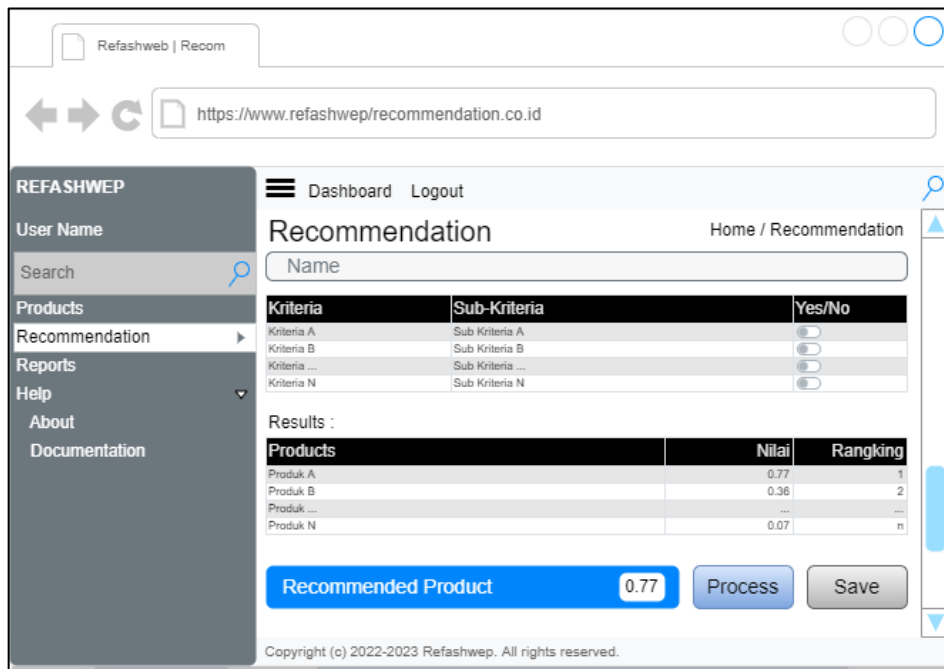 Refashweb | Recom
https://www.refashwep/recommendation.co.id
REFASHWEP
User Name
Search
Products
Recommendation
Reports
Help
About
Documentation
Dashboard Logout
Recommendation
Home / Recommendation
Name
Kriteria Sub-Kriteria Yes/No
Kriteria A Sub Kriteria A
Kriteria B Sub Kriteria B
Kriteria ... Sub Kriteria ...
Kriteria N Sub Kriteria N
Results :
Products Nilai Rangking
Produk A 0.77 1
Produk B 0.36 2
Produk ... ... ...
Produk N 0.07 n
Recommended Product 0.77 Process Save
Copyright (c) 2022-2023 Refashwep. All rights reserved.